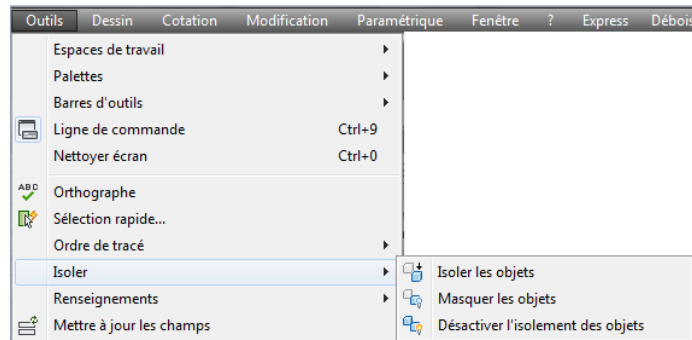 Outils Dessin Cotation Modification Paramétrique Fenêtre ? Express
Espaces de travail
Palettes
Barres d'outils
Ligne de commande Ctrl+9
Nettoyer écran Ctrl+0
ABC Orthographe
Sélection rapide...
Ordre de tracé
Isoler Isoler les objets
Renseignements Masquer les objets
Mettre à jour les champs Désactiver l'isolement des objets